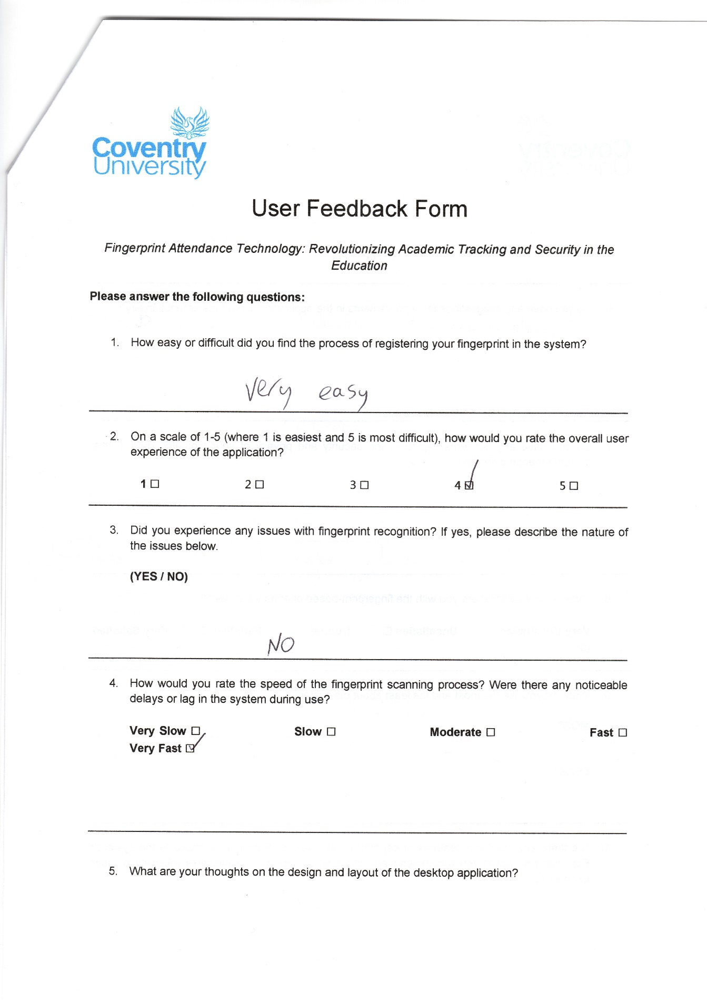 Coventry
University
User Feedback Form
Fingerprint Attendance Technology: Revolutionizing Academic Tracking and Security in the
Education
Please answer the following questions:
1. How easy or difficult did you find the process of registering your fingerprint in the system?
very easy
2. On a scale of 1-5 (where 1 is easiest and 5 is most difficult), how would you rate the overall user
experience of the application?
1 ☐ 2 ☐ 3 ☐ 4 ☑ 5 ☐
3. Did you experience any issues with fingerprint recognition? If yes, please describe the nature of
the issues below.
(YES / NO)
NO
4. How would you rate the speed of the fingerprint scanning process? Were there any noticeable
delays or lag in the system during use?
Very Slow ☐ Slow ☐ Moderate ☐ Fast ☐
Very Fast ☑
5. What are your thoughts on the design and layout of the desktop application?